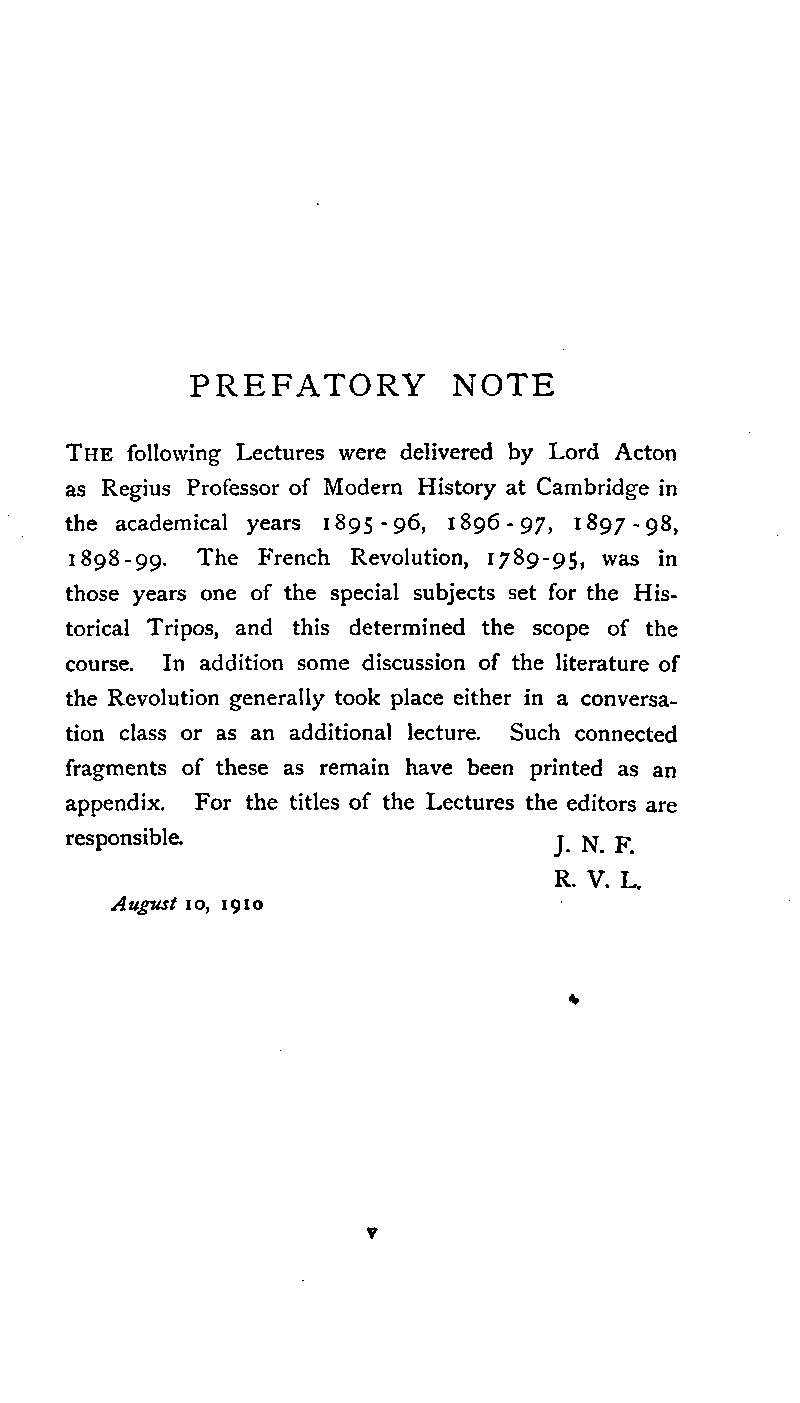 PREFATORY NOTE
THE following Lectures were delivered by Lord Acton
as Regius Professor of Modern History at Cambridge in
the academical years 1895-96, 1896-97, 1897-98,
1898-99. The French Revolution, 1789-95, was in
those years one of the special subjects set for the His-
torical Tripos, and this determined the scope of the
course. In addition some discussion of the literature of
the Revolution generally took place either in a conversa-
tion class or as an additional lecture. Such connected
fragments of these as remain have been printed as an
appendix. For the titles of the Lectures the editors are
responsible.
J. N. F.
R. V. L.
August 10, 1910
v